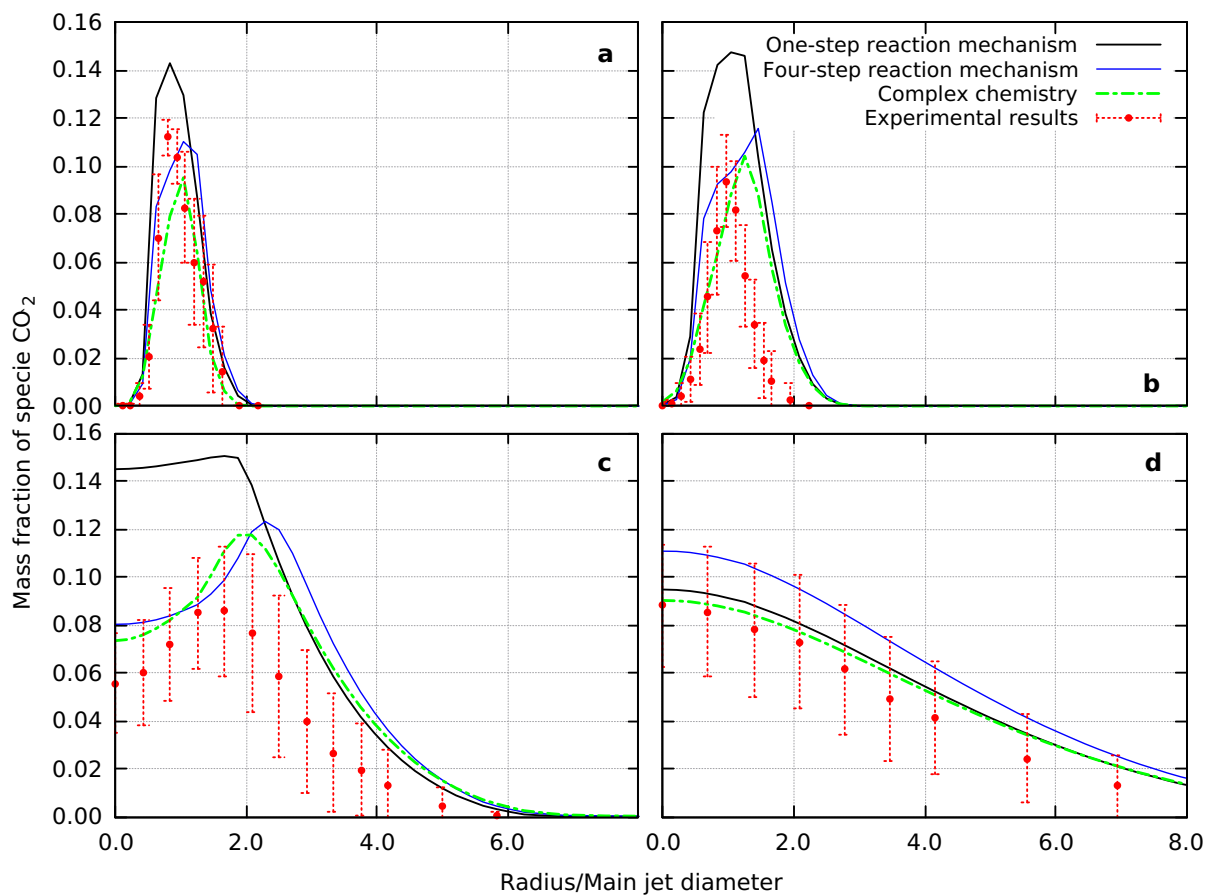 0.16
0.14
0.12
0.10
0.08
0.06
0.04
0.02
0.00
a
One-step reaction mechanism
Four-step reaction mechanism
Complex chemistry
Experimental results
b
0.16
0.14
0.12
0.10
0.08
0.06
0.04
0.02
0.00
c
d
0.0 2.0 4.0 6.0 0.0 2.0 4.0 6.0 8.0
Mass fraction of specie CO₂
Radius/Main jet diameter